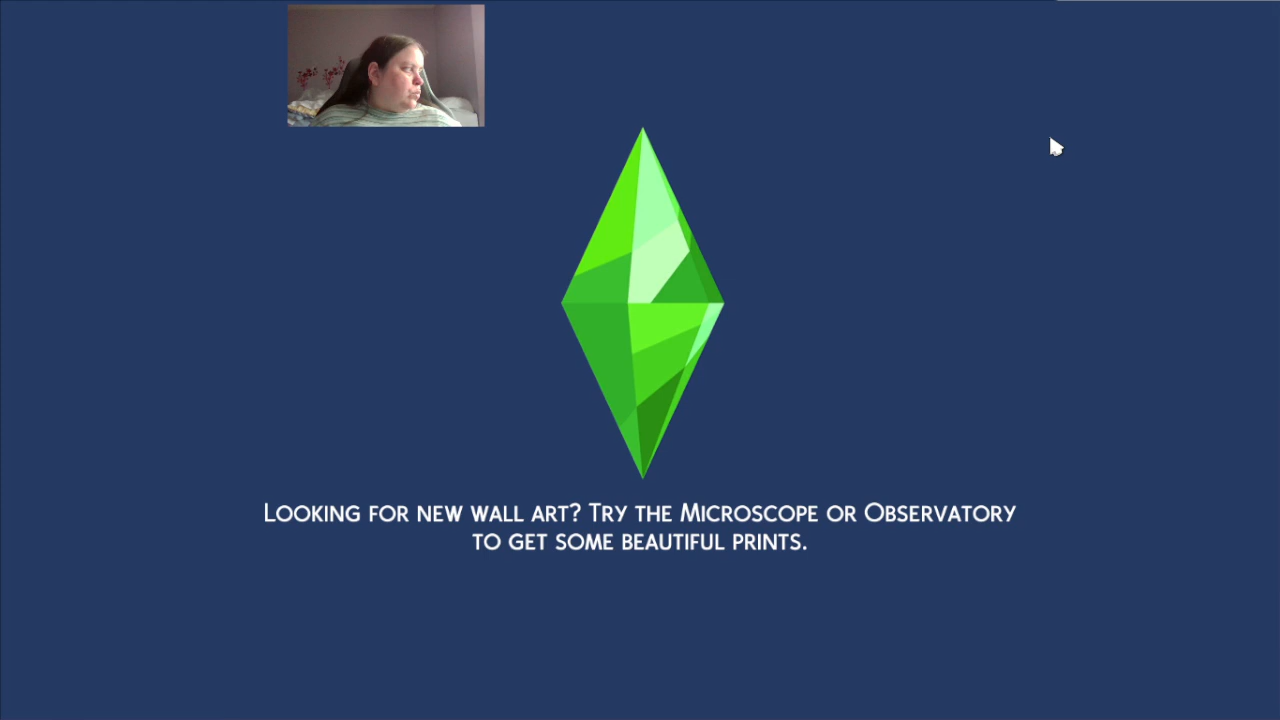 Looking for new wall art? Try the Microscope or Observatory
to get some beautiful prints.